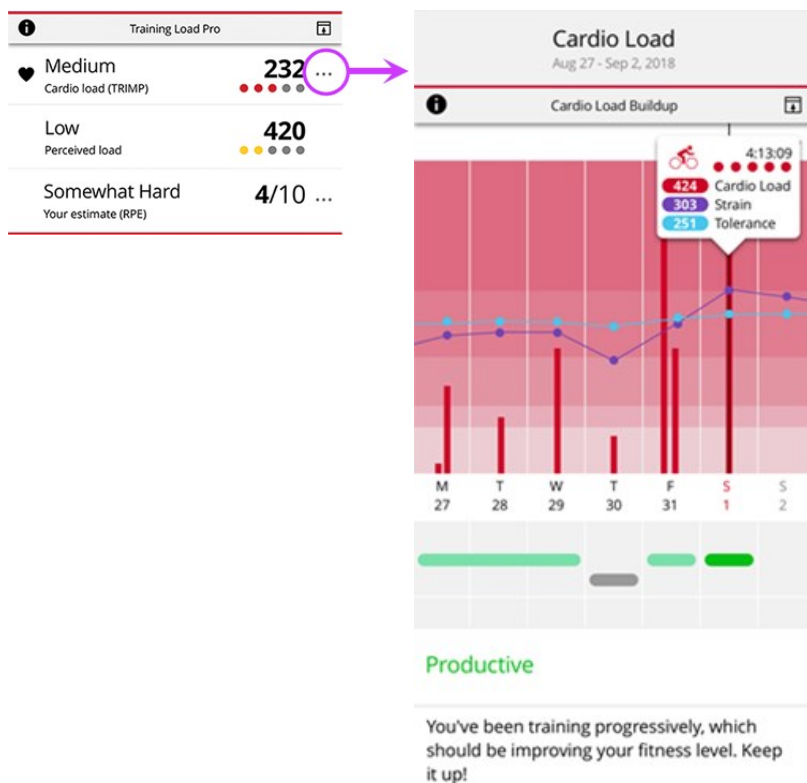 Training Load Pro
Medium
232 ...
Cardio load (TRIMP)
Low
420
Perceived load
Somewhat Hard
4/10 ...
Your estimate (RPE)
Cardio Load
Aug 27 - Sep 2, 2018
Cardio Load Buildup
4:13:09
424 Cardio Load
303 Strain
251 Tolerance
M T W T F S S
27 28 29 30 31 1 2
Productive
You've been training progressively, which
should be improving your fitness level. Keep
it up!